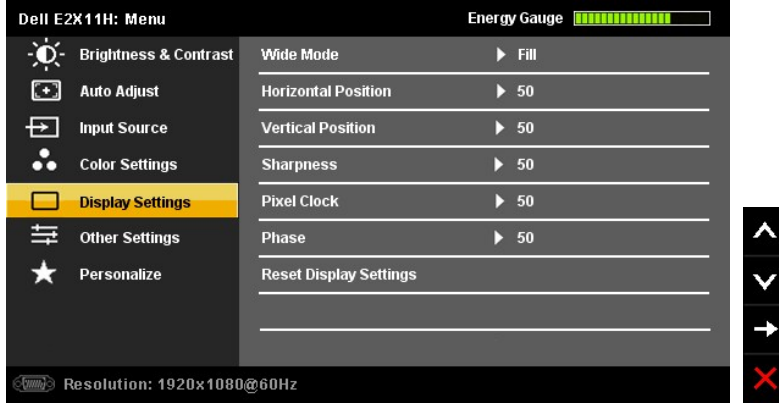 Dell E2X11H: Menu
Energy Gauge
Brightness & Contrast
Auto Adjust
Input Source
Color Settings
Display Settings
Other Settings
Personalize
Wide Mode Fill
Horizontal Position 50
Vertical Position 50
Sharpness 50
Pixel Clock 50
Phase 50
Reset Display Settings
Resolution: 1920x1080@60Hz